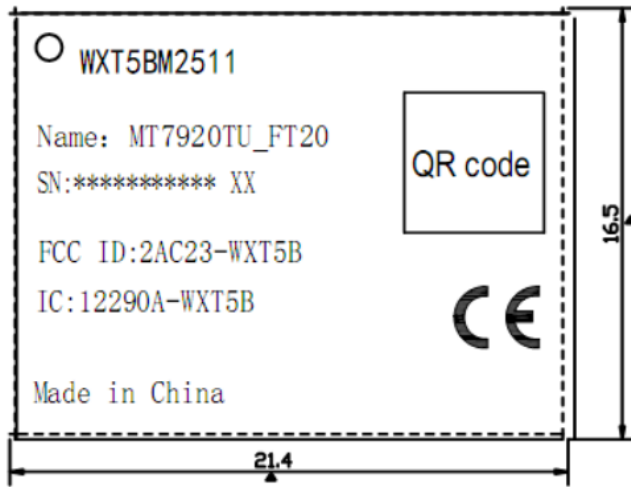 WXT5BM2511
Name: MT7920TU_FT20
SN:*********** XX
QR code
FCC ID:2AC23-WXT5B
IC:12290A-WXT5B
CE
Made in China
16.5
21.4